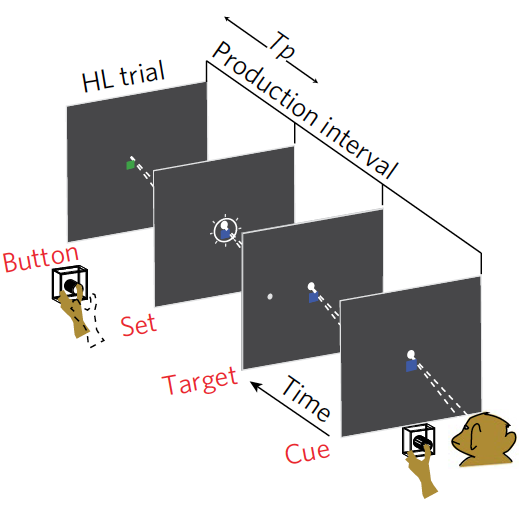 Tp
HL trial
Production interval
Button
Set
Target
Time
Cue